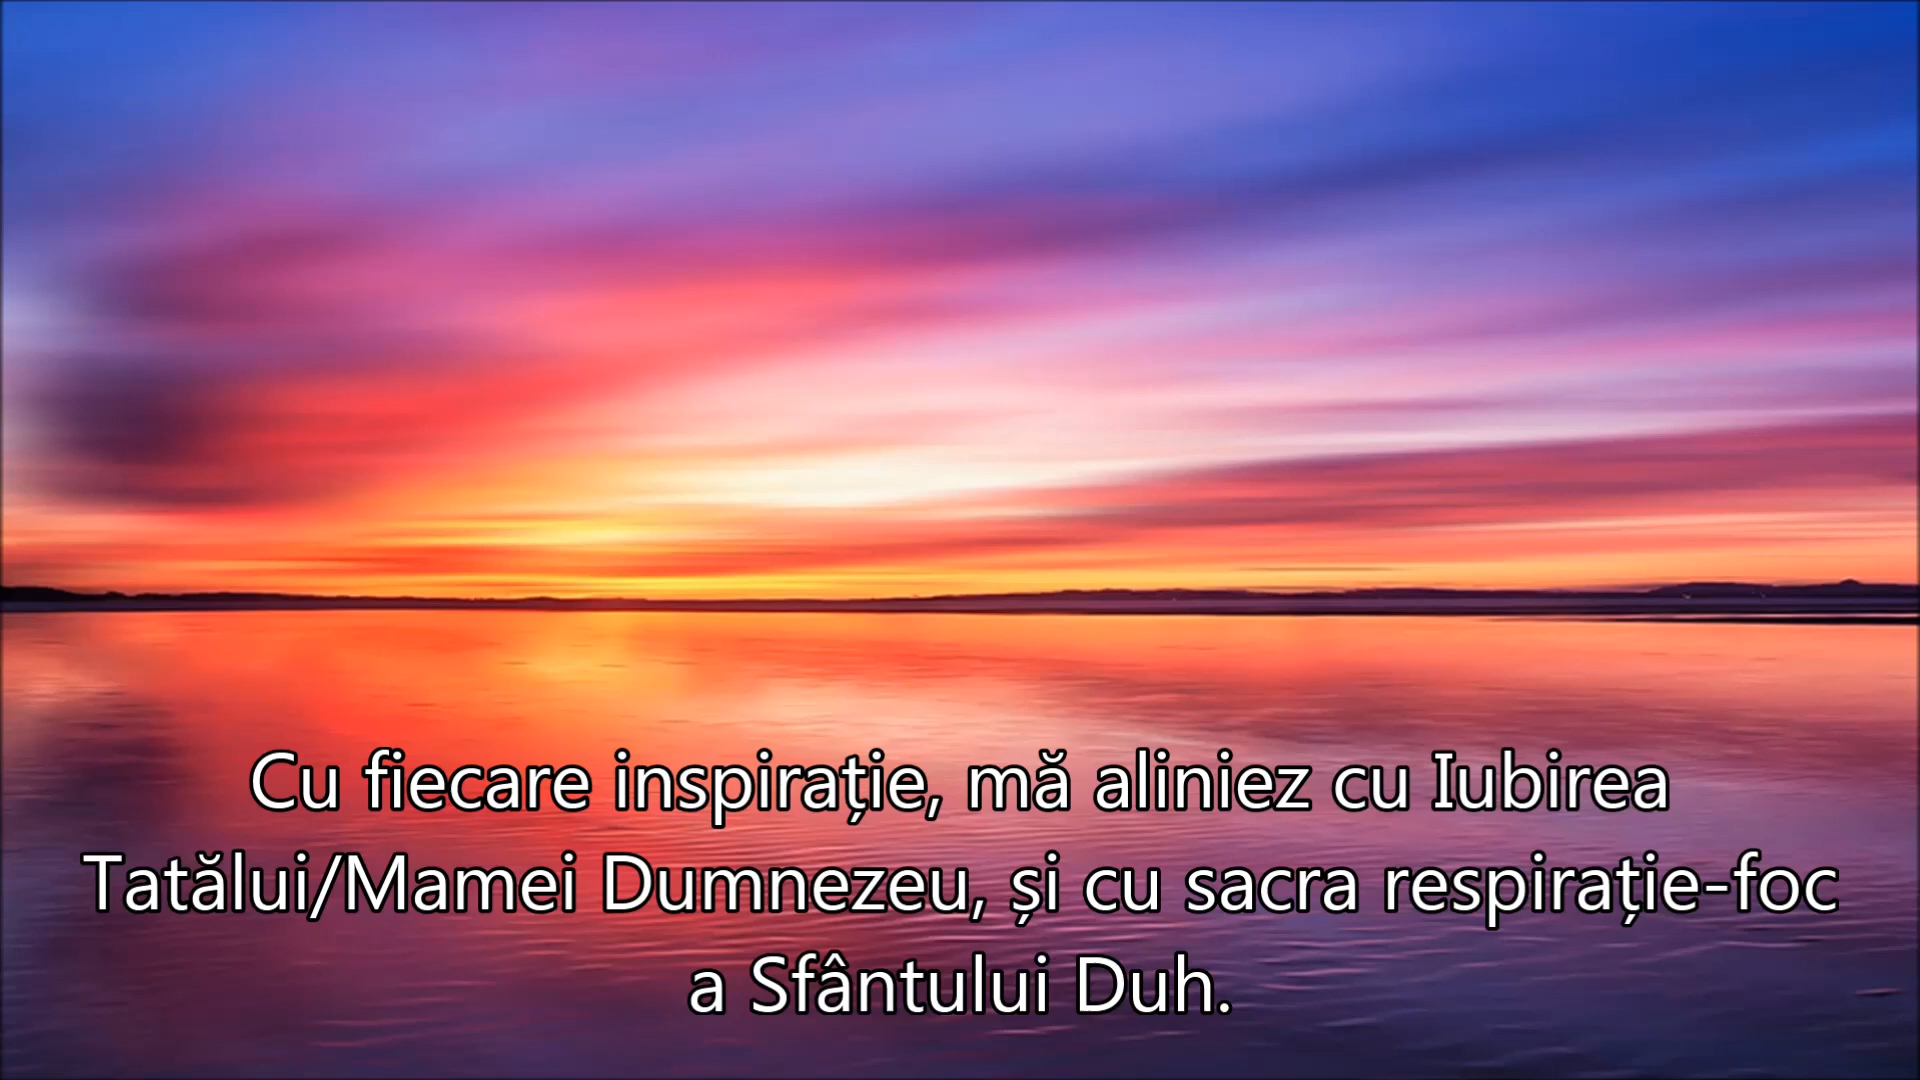 Cu fiecare inspirație, mă aliniez cu Iubirea
Tatălui/Mamei Dumnezeu, și cu sacra respirație-foc
a Sfântului Duh.